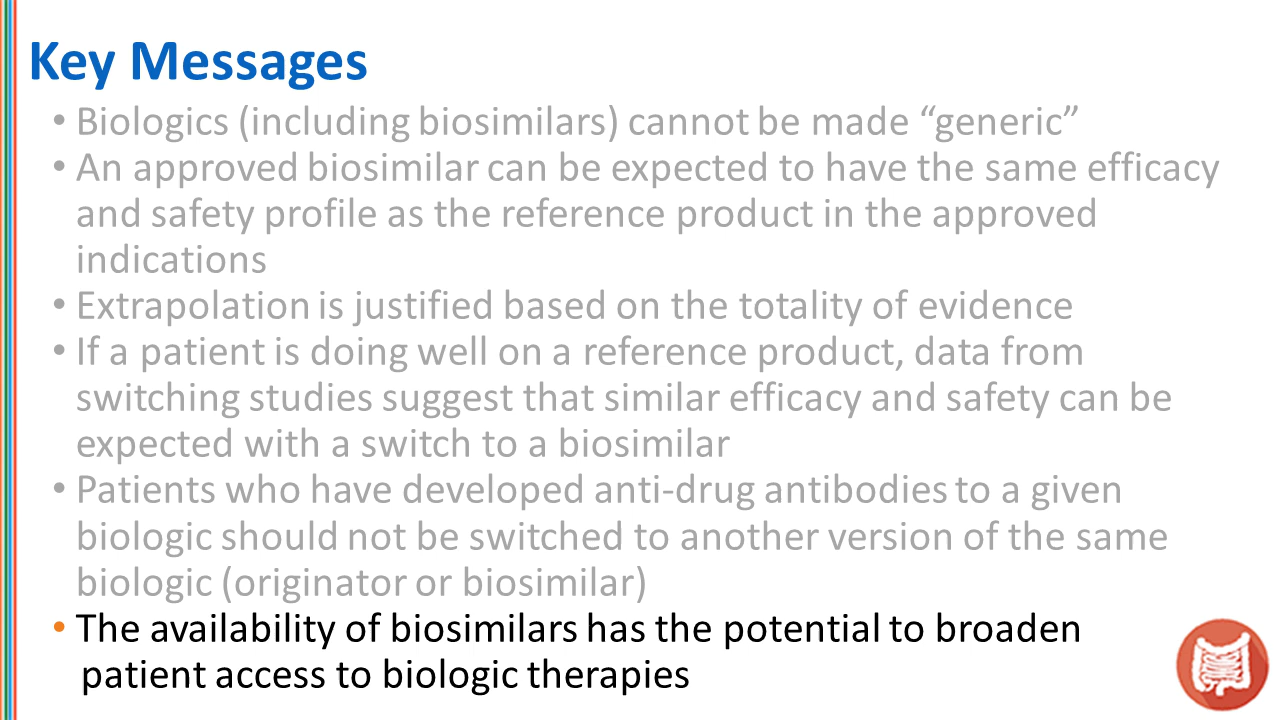 Key Messages
• Biologics (including biosimilars) cannot be made “generic”
• An approved biosimilar can be expected to have the same efficacy
and safety profile as the reference product in the approved
indications
• Extrapolation is justified based on the totality of evidence
• If a patient is doing well on a reference product, data from
switching studies suggest that similar efficacy and safety can be
expected with a switch to a biosimilar
• Patients who have developed anti-drug antibodies to a given
biologic should not be switched to another version of the same
biologic (originator or biosimilar)
• The availability of biosimilars has the potential to broaden
patient access to biologic therapies